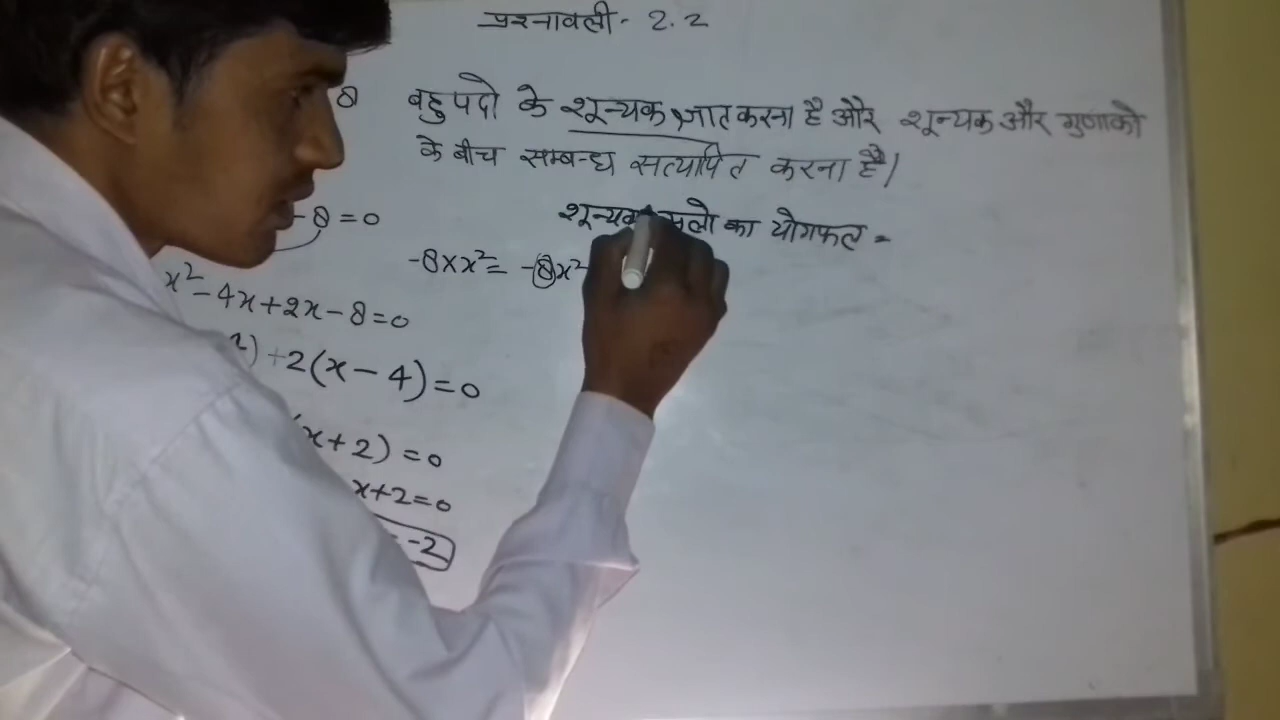 प्रश्नावली - 2.2
8 बहुपदो के शून्यक ज्ञात करना है और शून्यक और गुणाको
के बीच सम्बन्ध सत्यापित करना है।
- 8 = 0
का योगफल =
-8 x x² = -8x²
x² - 4x + 2x - 8 = 0
+ 2(x - 4) = 0
x + 2) = 0
x + 2 = 0
-2